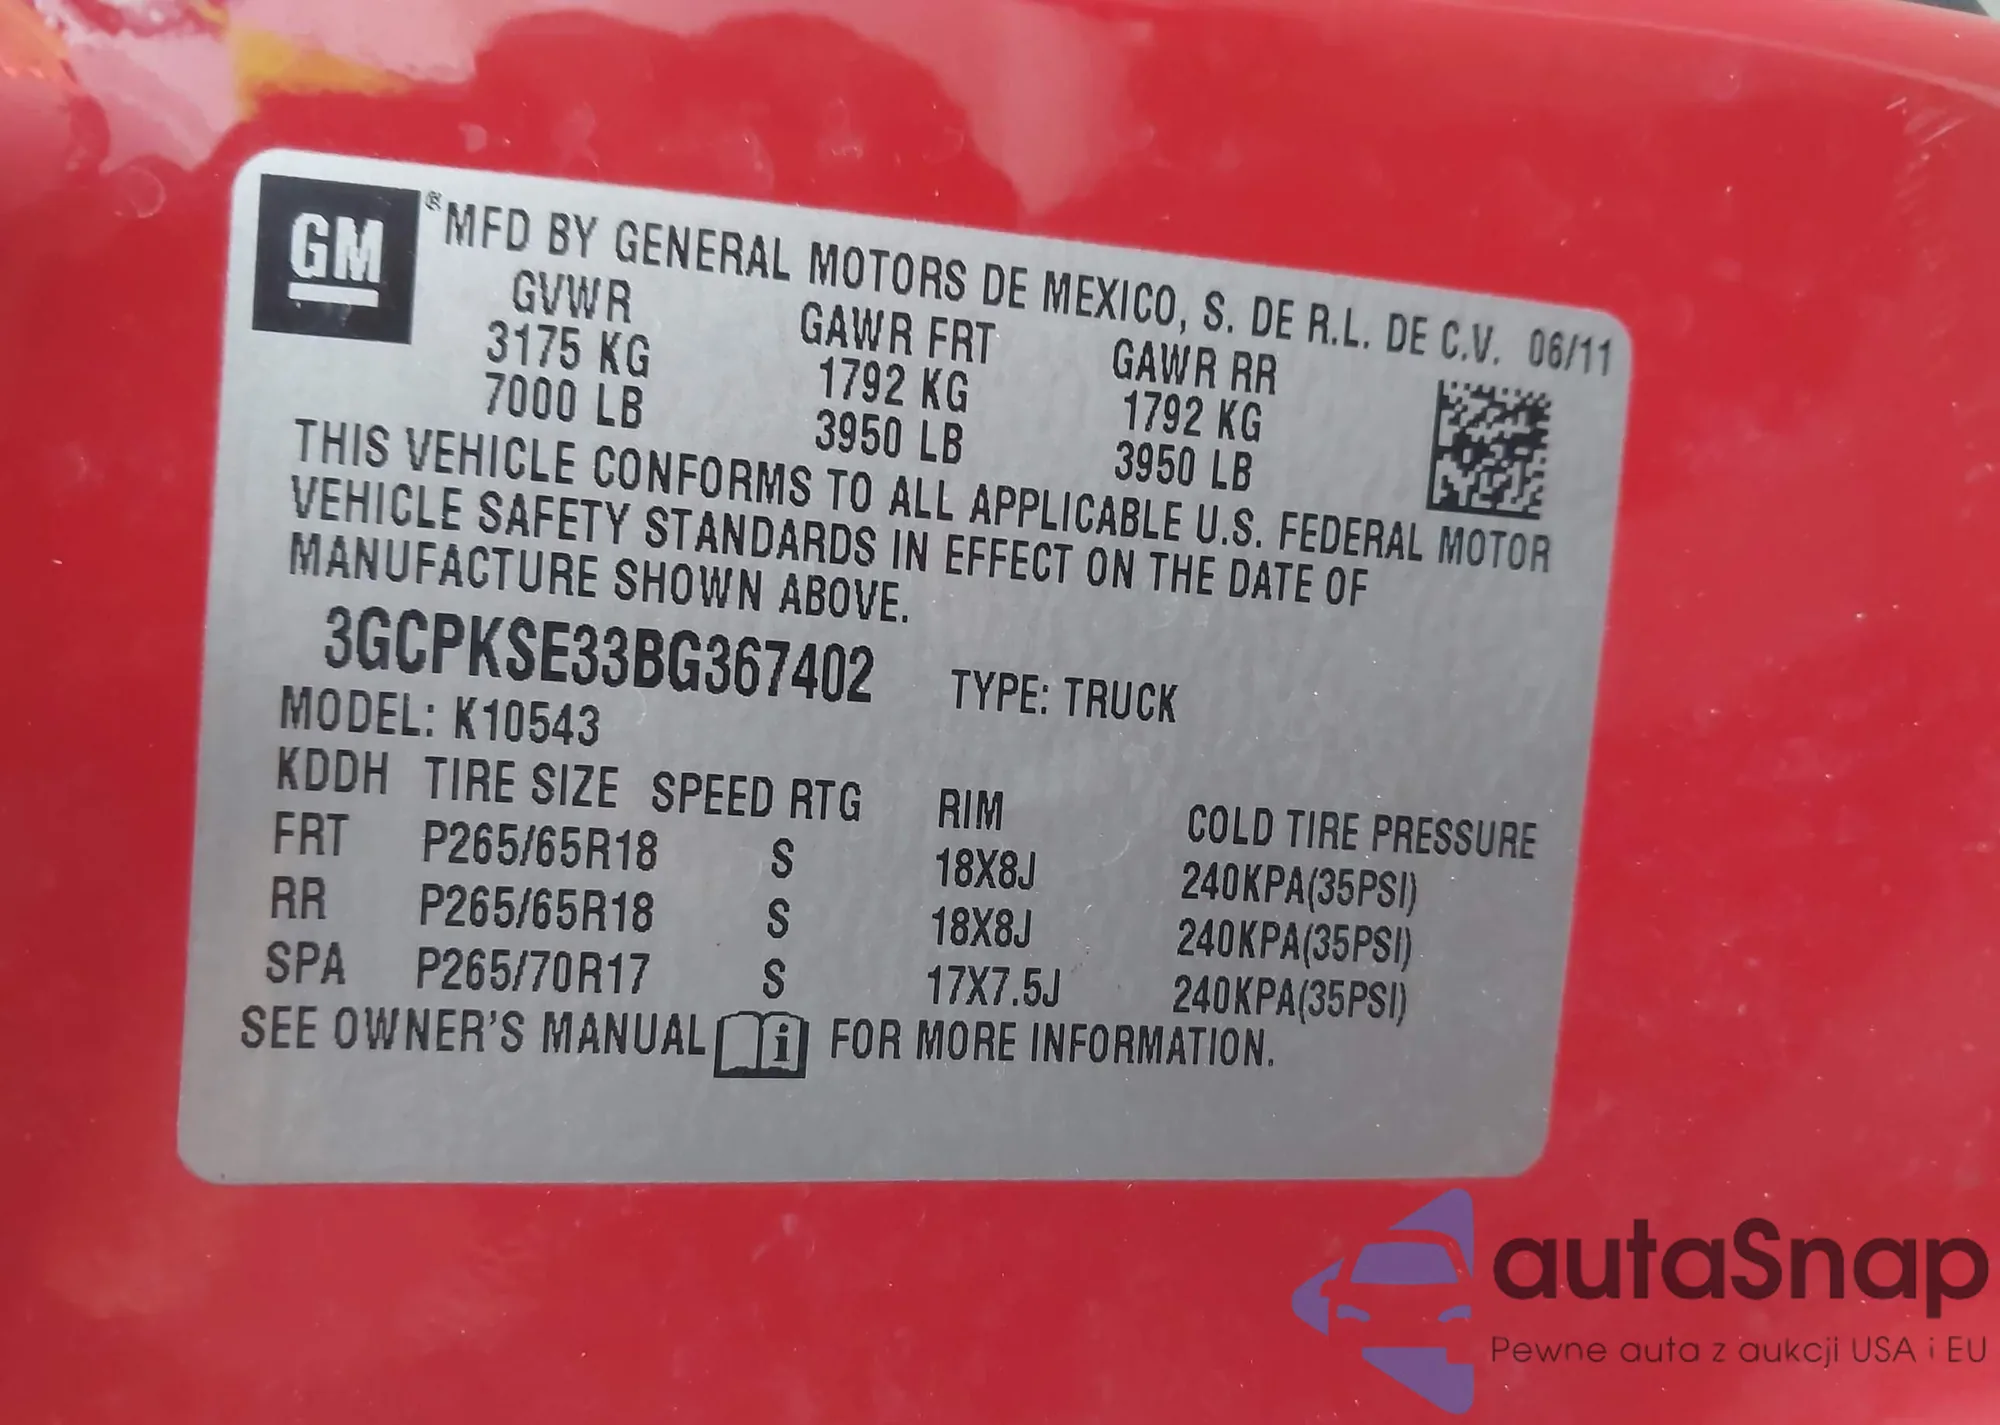 GM ® MFD BY GENERAL MOTORS DE MEXICO, S. DE R.L. DE C.V. 06/11
GVWR GAWR FRT GAWR RR
3175 KG 1792 KG 1792 KG
7000 LB 3950 LB 3950 LB
THIS VEHICLE CONFORMS TO ALL APPLICABLE U.S. FEDERAL MOTOR
VEHICLE SAFETY STANDARDS IN EFFECT ON THE DATE OF
MANUFACTURE SHOWN ABOVE.
3GCPKSE33BG367402 TYPE: TRUCK
MODEL: K10543
KDDH TIRE SIZE SPEED RTG RIM COLD TIRE PRESSURE
FRT P265/65R18 S 18X8J 240KPA(35PSI)
RR P265/65R18 S 18X8J 240KPA(35PSI)
SPA P265/70R17 S 17X7.5J 240KPA(35PSI)
SEE OWNER'S MANUAL i FOR MORE INFORMATION.
autaSnap
Pewne auta z aukcji USA i EU